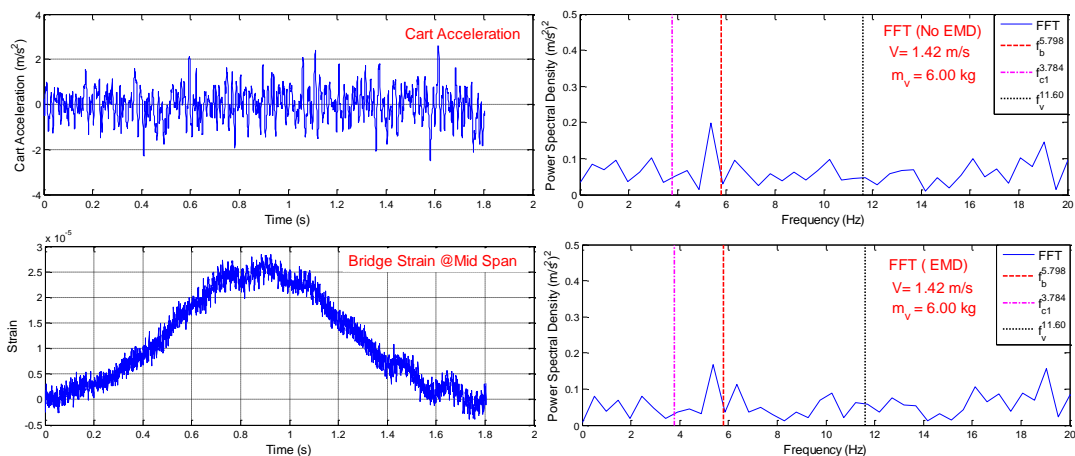 Cart Acceleration
Cart Acceleration (m/s²)
4
2
0
-2
-4
0 0.2 0.4 0.6 0.8 1 1.2 1.4 1.6 1.8 2
Time (s)
FFT (No EMD)
V= 1.42 m/s
m_v = 6.00 kg
FFT
f_b^5.798
f_c1^3.784
f_v^11.60
Power Spectral Density (m/s²)²
0.5
0.4
0.3
0.2
0.1
0
0 2 4 6 8 10 12 14 16 18 20
Frequency (Hz)
x 10^-5
Bridge Strain @Mid Span
Strain
3
2.5
2
1.5
1
0.5
0
-0.5
0 0.2 0.4 0.6 0.8 1 1.2 1.4 1.6 1.8 2
Time (s)
FFT ( EMD)
V= 1.42 m/s
m_v = 6.00 kg
FFT
f_b^5.798
f_c1^3.784
f_v^11.60
Power Spectral Density (m/s²)²
0.5
0.4
0.3
0.2
0.1
0
0 2 4 6 8 10 12 14 16 18 20
Frequency (Hz)